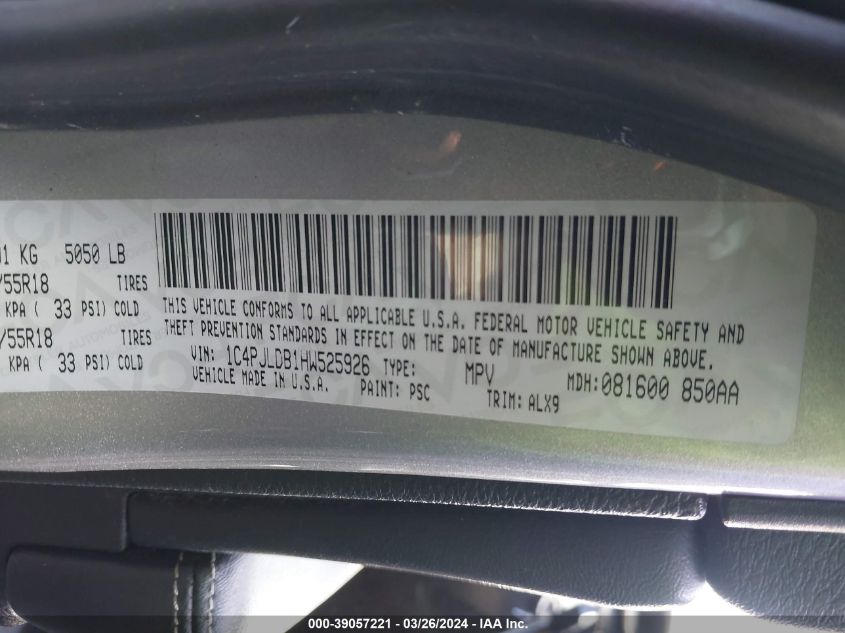 01 KG 5050 LB
/55R18 TIRES
KPA ( 33 PSI) COLD
/55R18 TIRES
KPA ( 33 PSI) COLD
THIS VEHICLE CONFORMS TO ALL APPLICABLE U.S.A. FEDERAL MOTOR VEHICLE SAFETY AND
THEFT PREVENTION STANDARDS IN EFFECT ON THE DATE OF MANUFACTURE SHOWN ABOVE.
VIN: 1C4PJLDB1HW525926 TYPE: MPV MDH:081600 850AA
VEHICLE MADE IN U.S.A. PAINT: PSC TRIM: ALX9
000-39057221 - 03/26/2024 - IAA Inc.